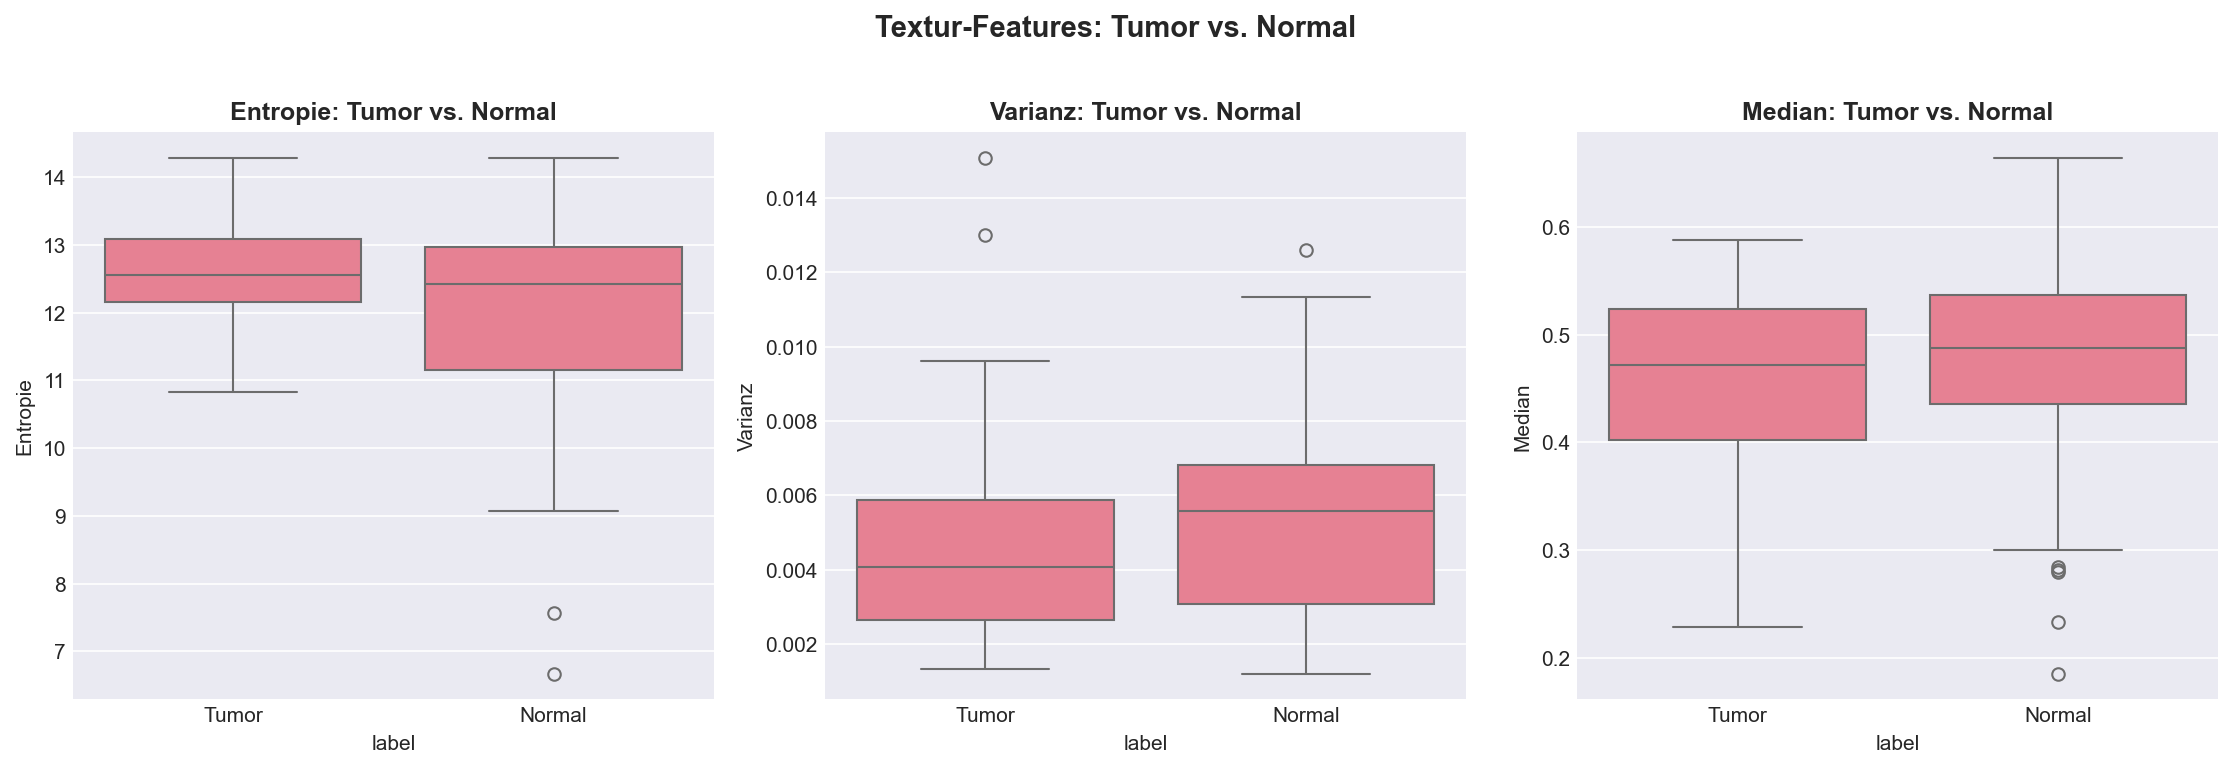 Textur-Features: Tumor vs. Normal
Entropie: Tumor vs. Normal
Entropie
14
13
12
11
10
9
8
7
Tumor
Normal
label
Varianz: Tumor vs. Normal
Varianz
0.014
0.012
0.010
0.008
0.006
0.004
0.002
Tumor
Normal
label
Median: Tumor vs. Normal
Median
0.6
0.5
0.4
0.3
0.2
Tumor
Normal
label